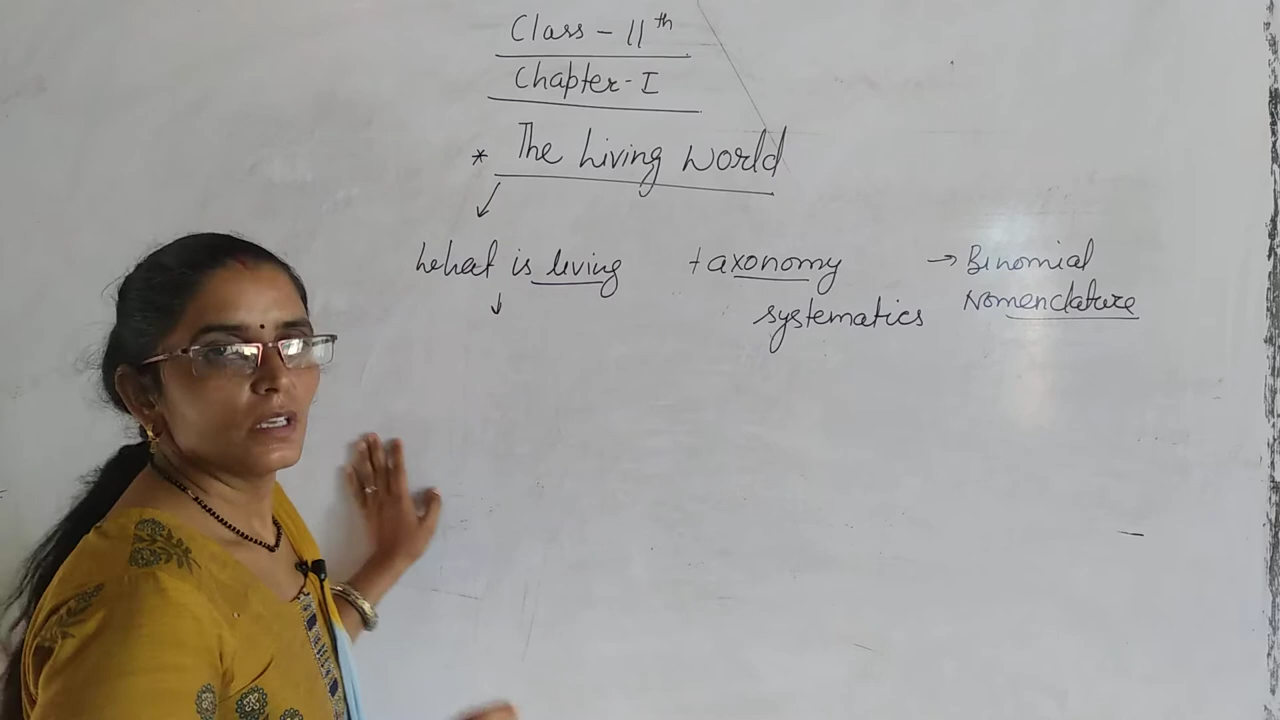 Class - 11th
Chapter - I
* The Living World
what is living
taxonomy
systematics
→ Binomial
Nomenclature